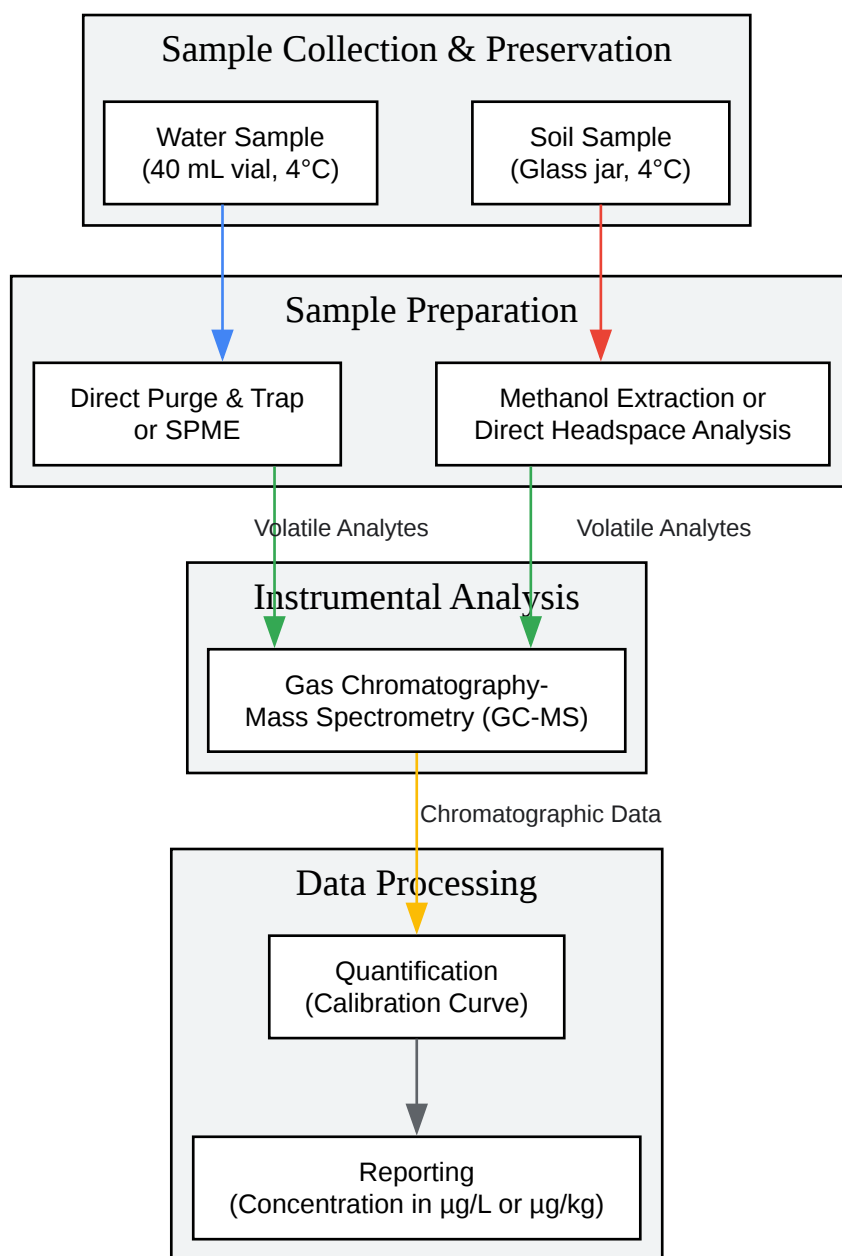 Sample Collection & Preservation
Water Sample
(40 mL vial, 4°C)
Soil Sample
(Glass jar, 4°C)
Sample Preparation
Direct Purge & Trap
or SPME
Methanol Extraction or
Direct Headspace Analysis
Volatile Analytes
Volatile Analytes
Instrumental Analysis
Gas Chromatography-
Mass Spectrometry (GC-MS)
Chromatographic Data
Data Processing
Quantification
(Calibration Curve)
Reporting
(Concentration in µg/L or µg/kg)